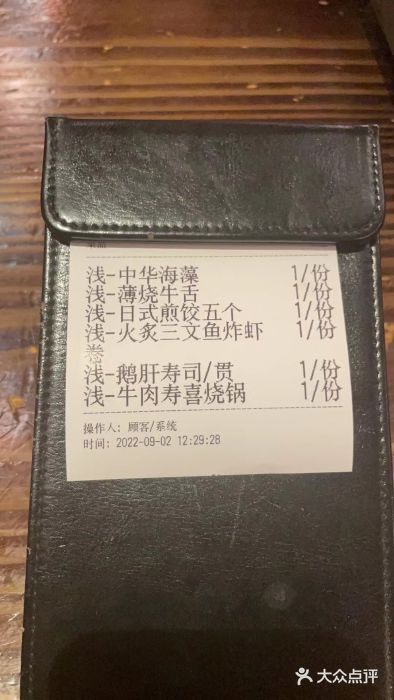 浅-中华海藻 1/份
浅-薄烧牛舌 1/份
浅-日式煎饺五个 1/份
浅-火炙三文鱼炸虾 1/份
卷
浅-鹅肝寿司/贯 1/份
浅-牛肉寿喜烧锅 1/份
操作人: 顾客/系统
时间: 2022-09-02 12:29:28
大众点评